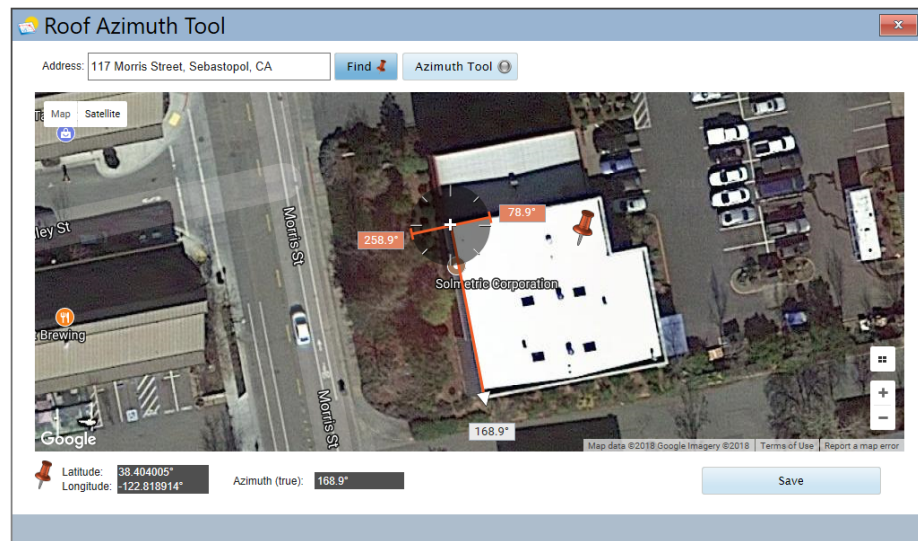 Roof Azimuth Tool
Address: 117 Morris Street, Sebastopol, CA Find Azimuth Tool
Map Satellite
ley St
Morris St
78.9°
258.9°
Solmetric Corporation
Brewing
Morris St
168.9°
Google
Map data ©2018 Google Imagery ©2018 Terms of Use Report a map error
Latitude: 38.404005°
Longitude: -122.818914°
Azimuth (true): 168.9°
Save